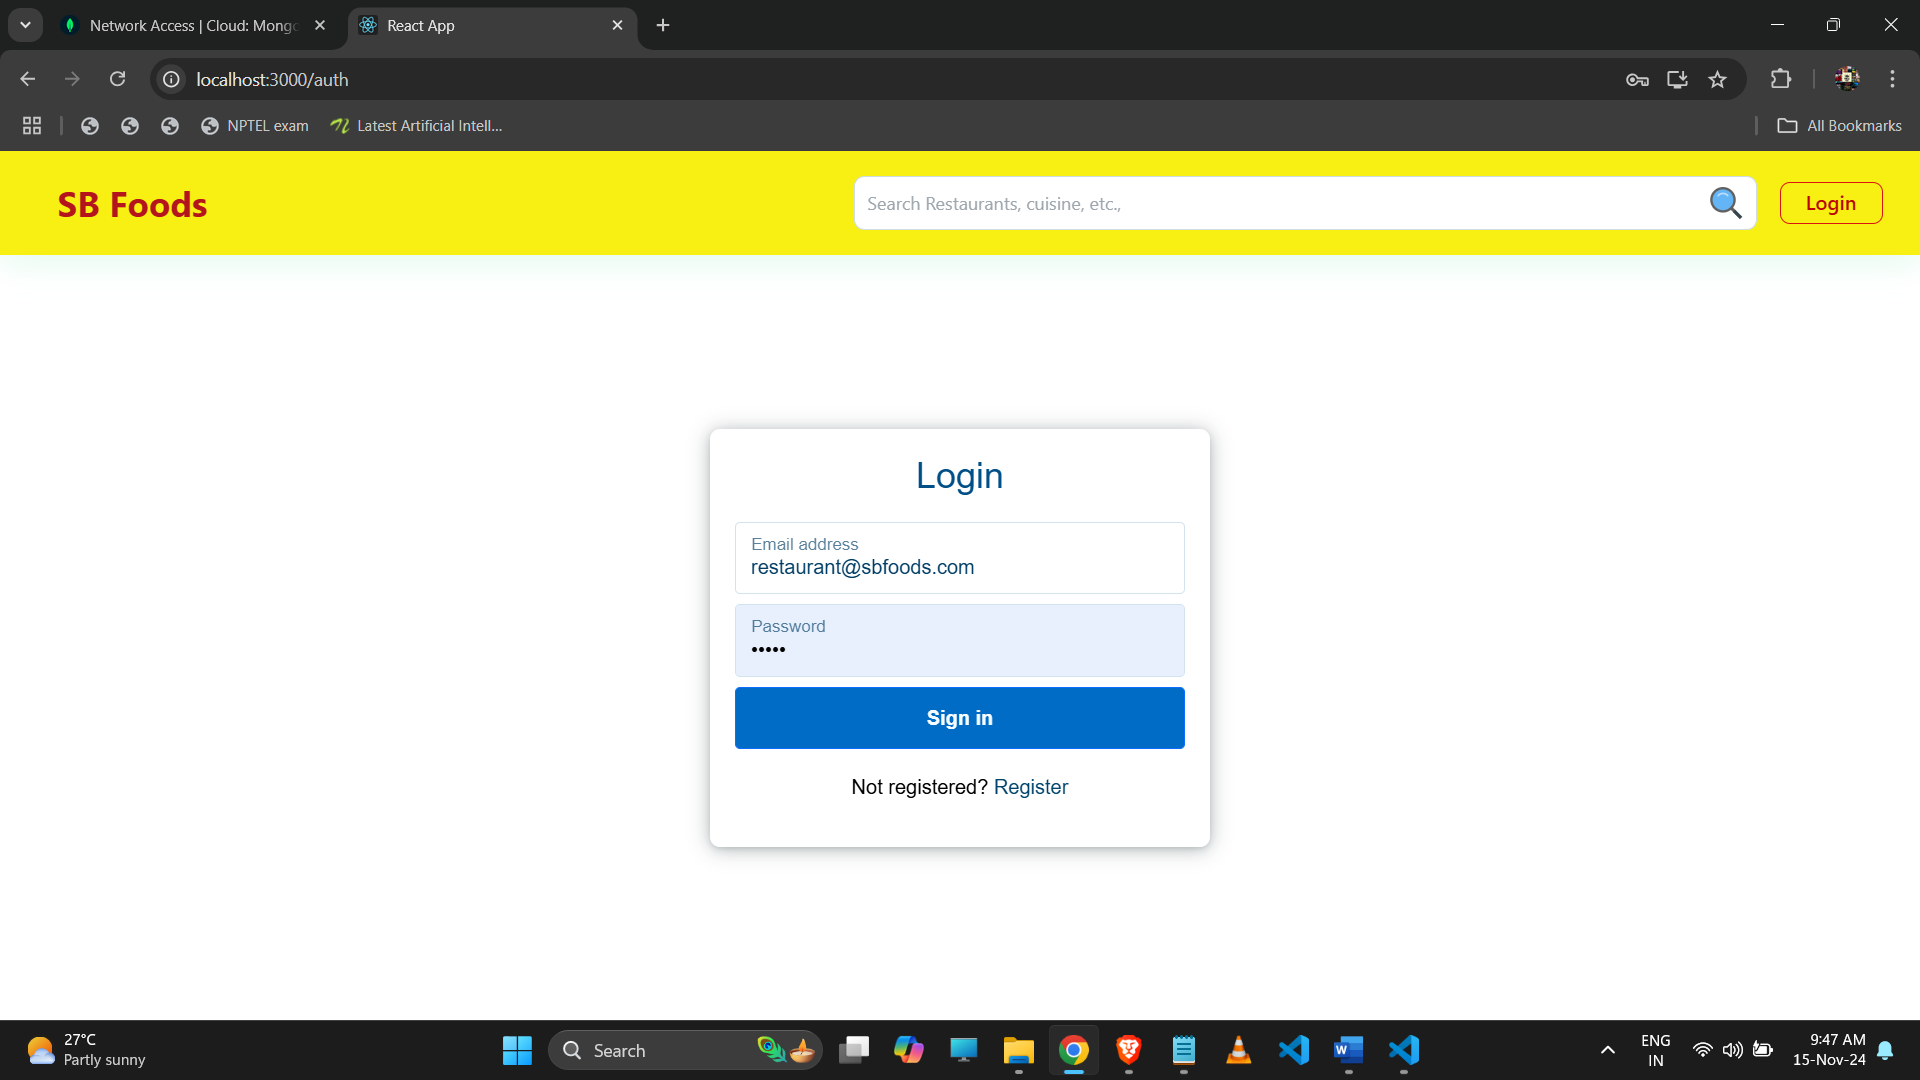 Network Access | Cloud: Mong
React App
localhost:3000/auth
NPTEL exam
Latest Artificial Intell...
All Bookmarks
SB Foods
Search Restaurants, cuisine, etc.,
Login
Login
Email address
restaurant@sbfoods.com
Password
•••••
Sign in
Not registered? Register
27°C
Partly sunny
Search
ENG
IN
9:47 AM
15-Nov-24